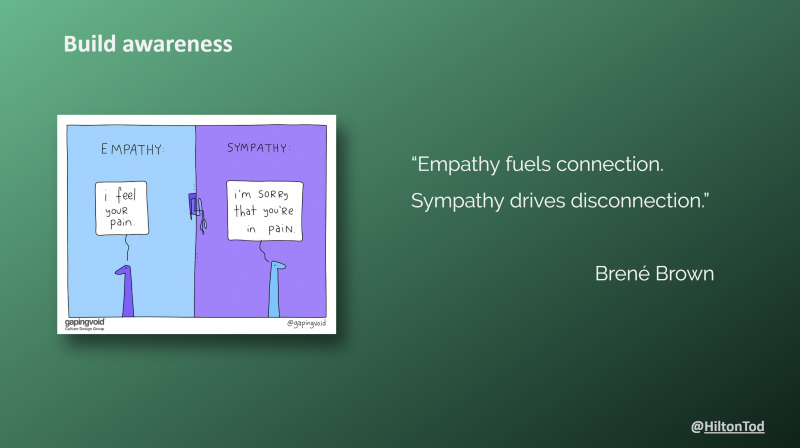 Build awareness
EMPATHY:
i feel
your
pain.
SYMPATHY:
i'm sorry
that you're
in pain.
gapingvoid
Culture Design Group
@gapingvoid
“Empathy fuels connection.
Sympathy drives disconnection.”
Brené Brown
@HiltonTod